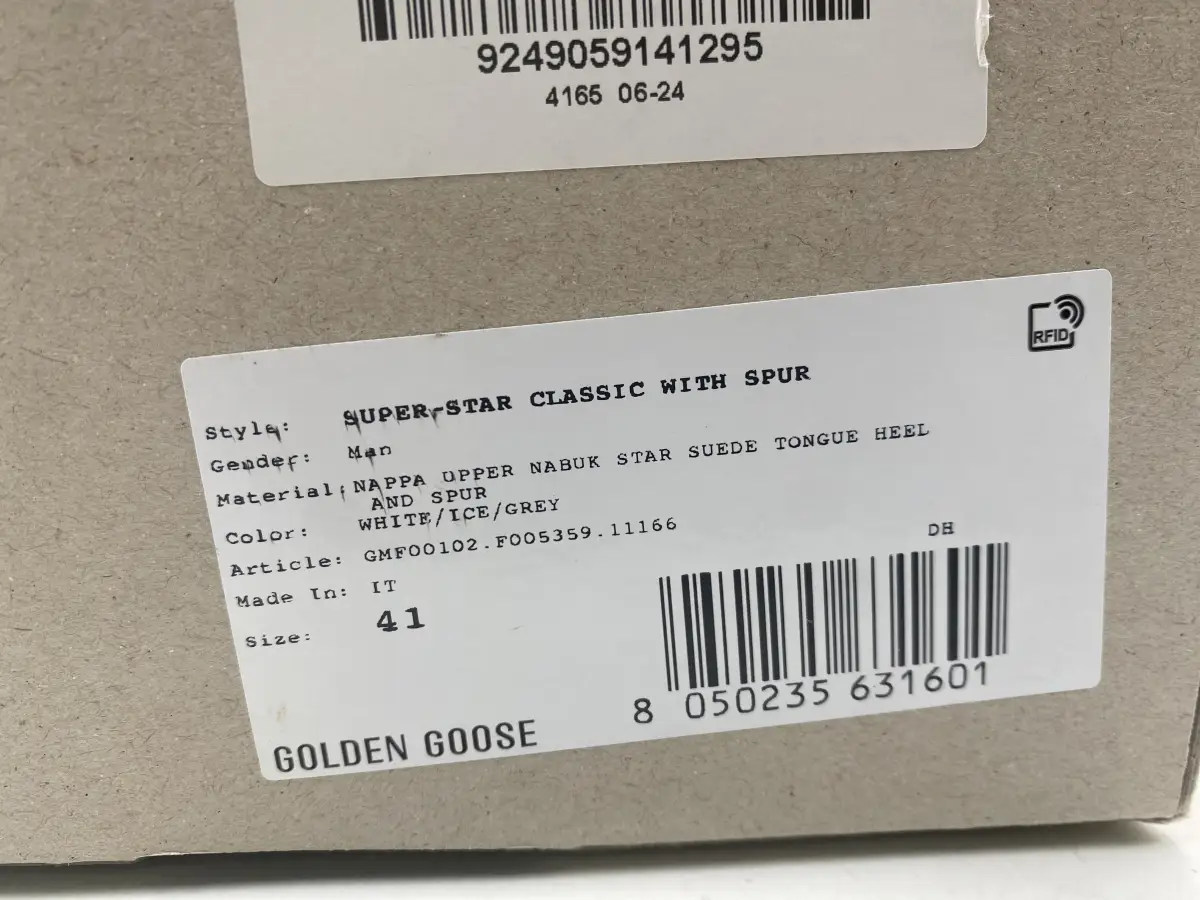 9249059141295
4165 06-24
RFID
Style: SUPER-STAR CLASSIC WITH SPUR
Gender: Man
Material: NAPPA UPPER NABUK STAR SUEDE TONGUE HEEL
AND SPUR
Color: WHITE/ICE/GREY
Article: GMF00102.F005359.11166
Made In: IT
Size: 41
DH
8 050235 631601
GOLDEN GOOSE